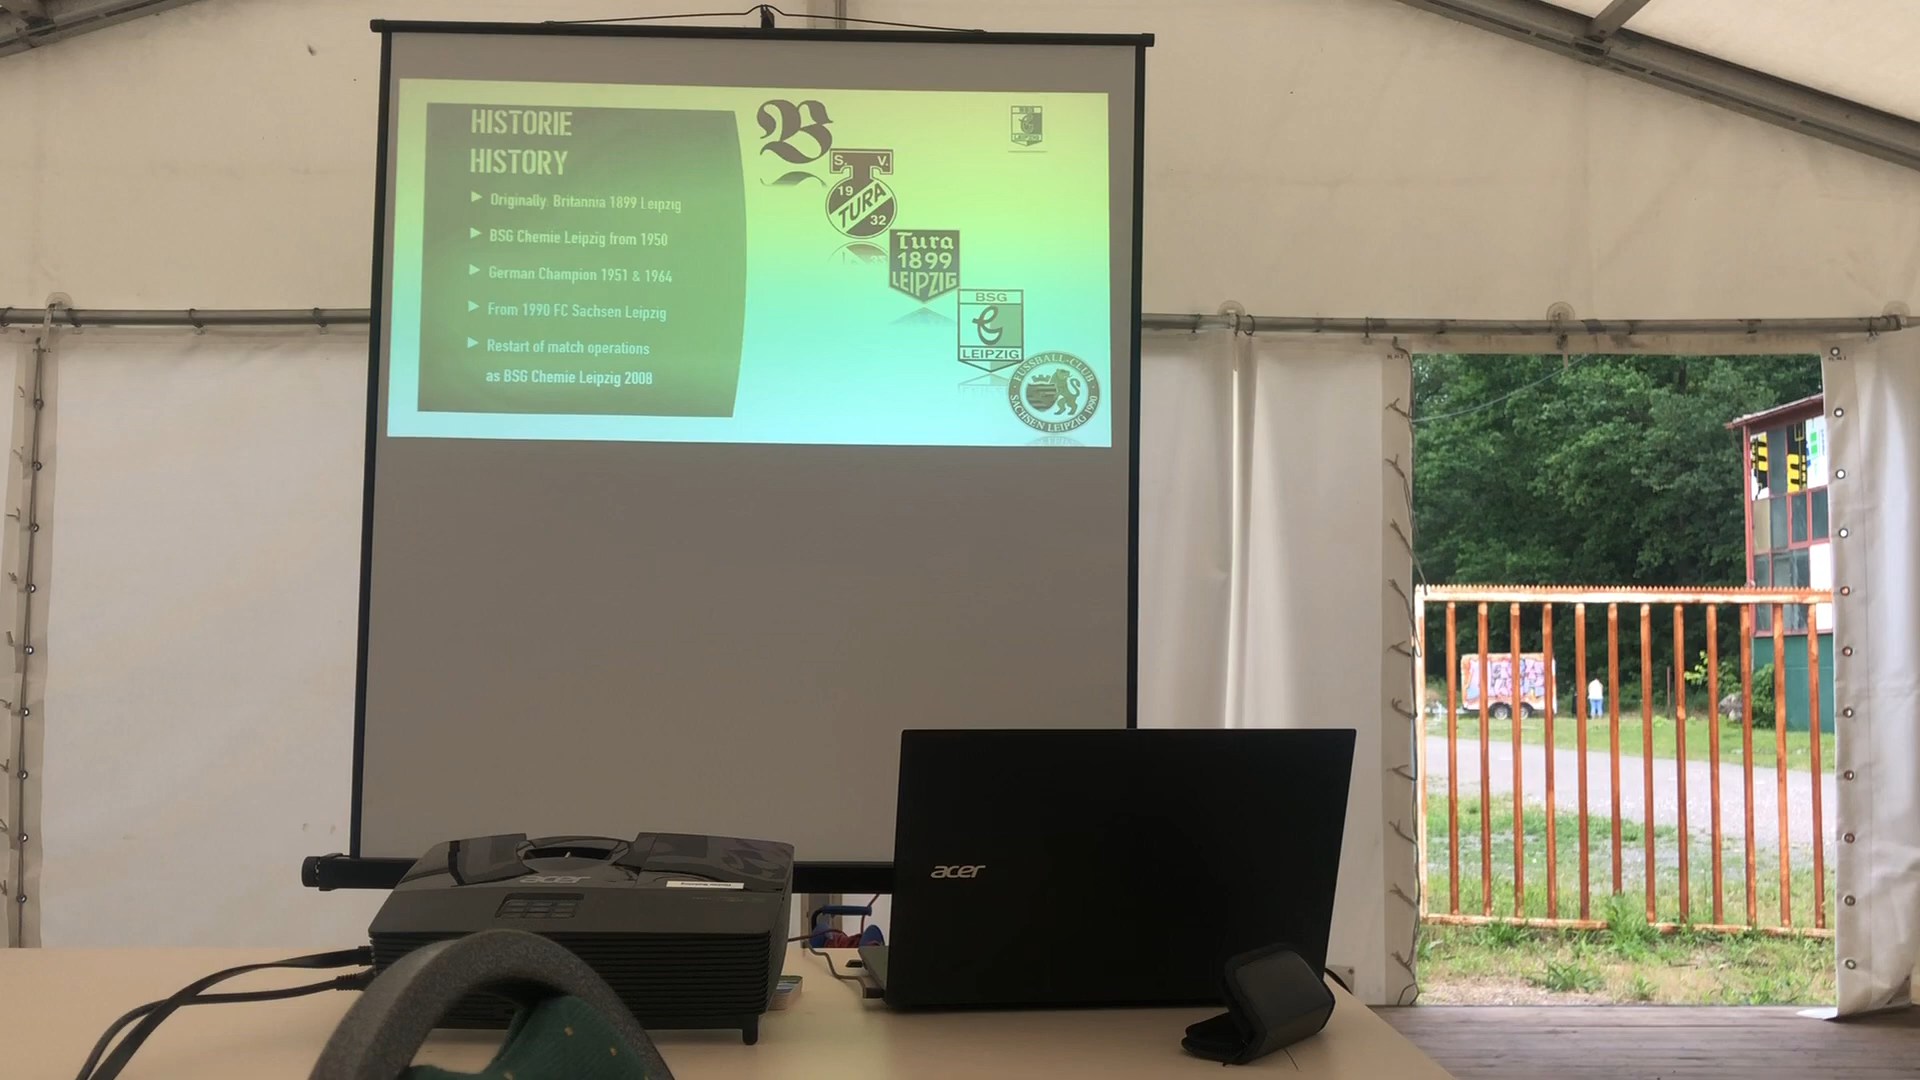 HISTORIE
HISTORY
Originally: Britannia 1899 Leipzig
BSG Chemie Leipzig from 1950
German Champion 1951 & 1964
From 1990 FC Sachsen Leipzig
Restart of match operations
as BSG Chemie Leipzig 2008
B
S. V.
19 TURA 32
Tura
1899
LEIPZIG
BSG
LEIPZIG
FUSSBALL-CLUB
SACHSEN LEIPZIG 1990
BSG
LEIPZIG
acer
acer